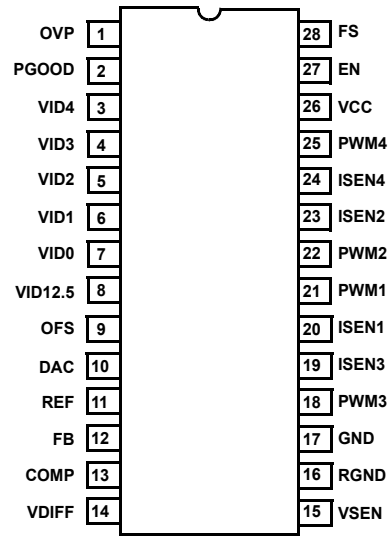 OVP 1 28 FS
PGOOD 2 27 EN
VID4 3 26 VCC
VID3 4 25 PWM4
VID2 5 24 ISEN4
VID1 6 23 ISEN2
VID0 7 22 PWM2
VID12.5 8 21 PWM1
OFS 9 20 ISEN1
DAC 10 19 ISEN3
REF 11 18 PWM3
FB 12 17 GND
COMP 13 16 RGND
VDIFF 14 15 VSEN